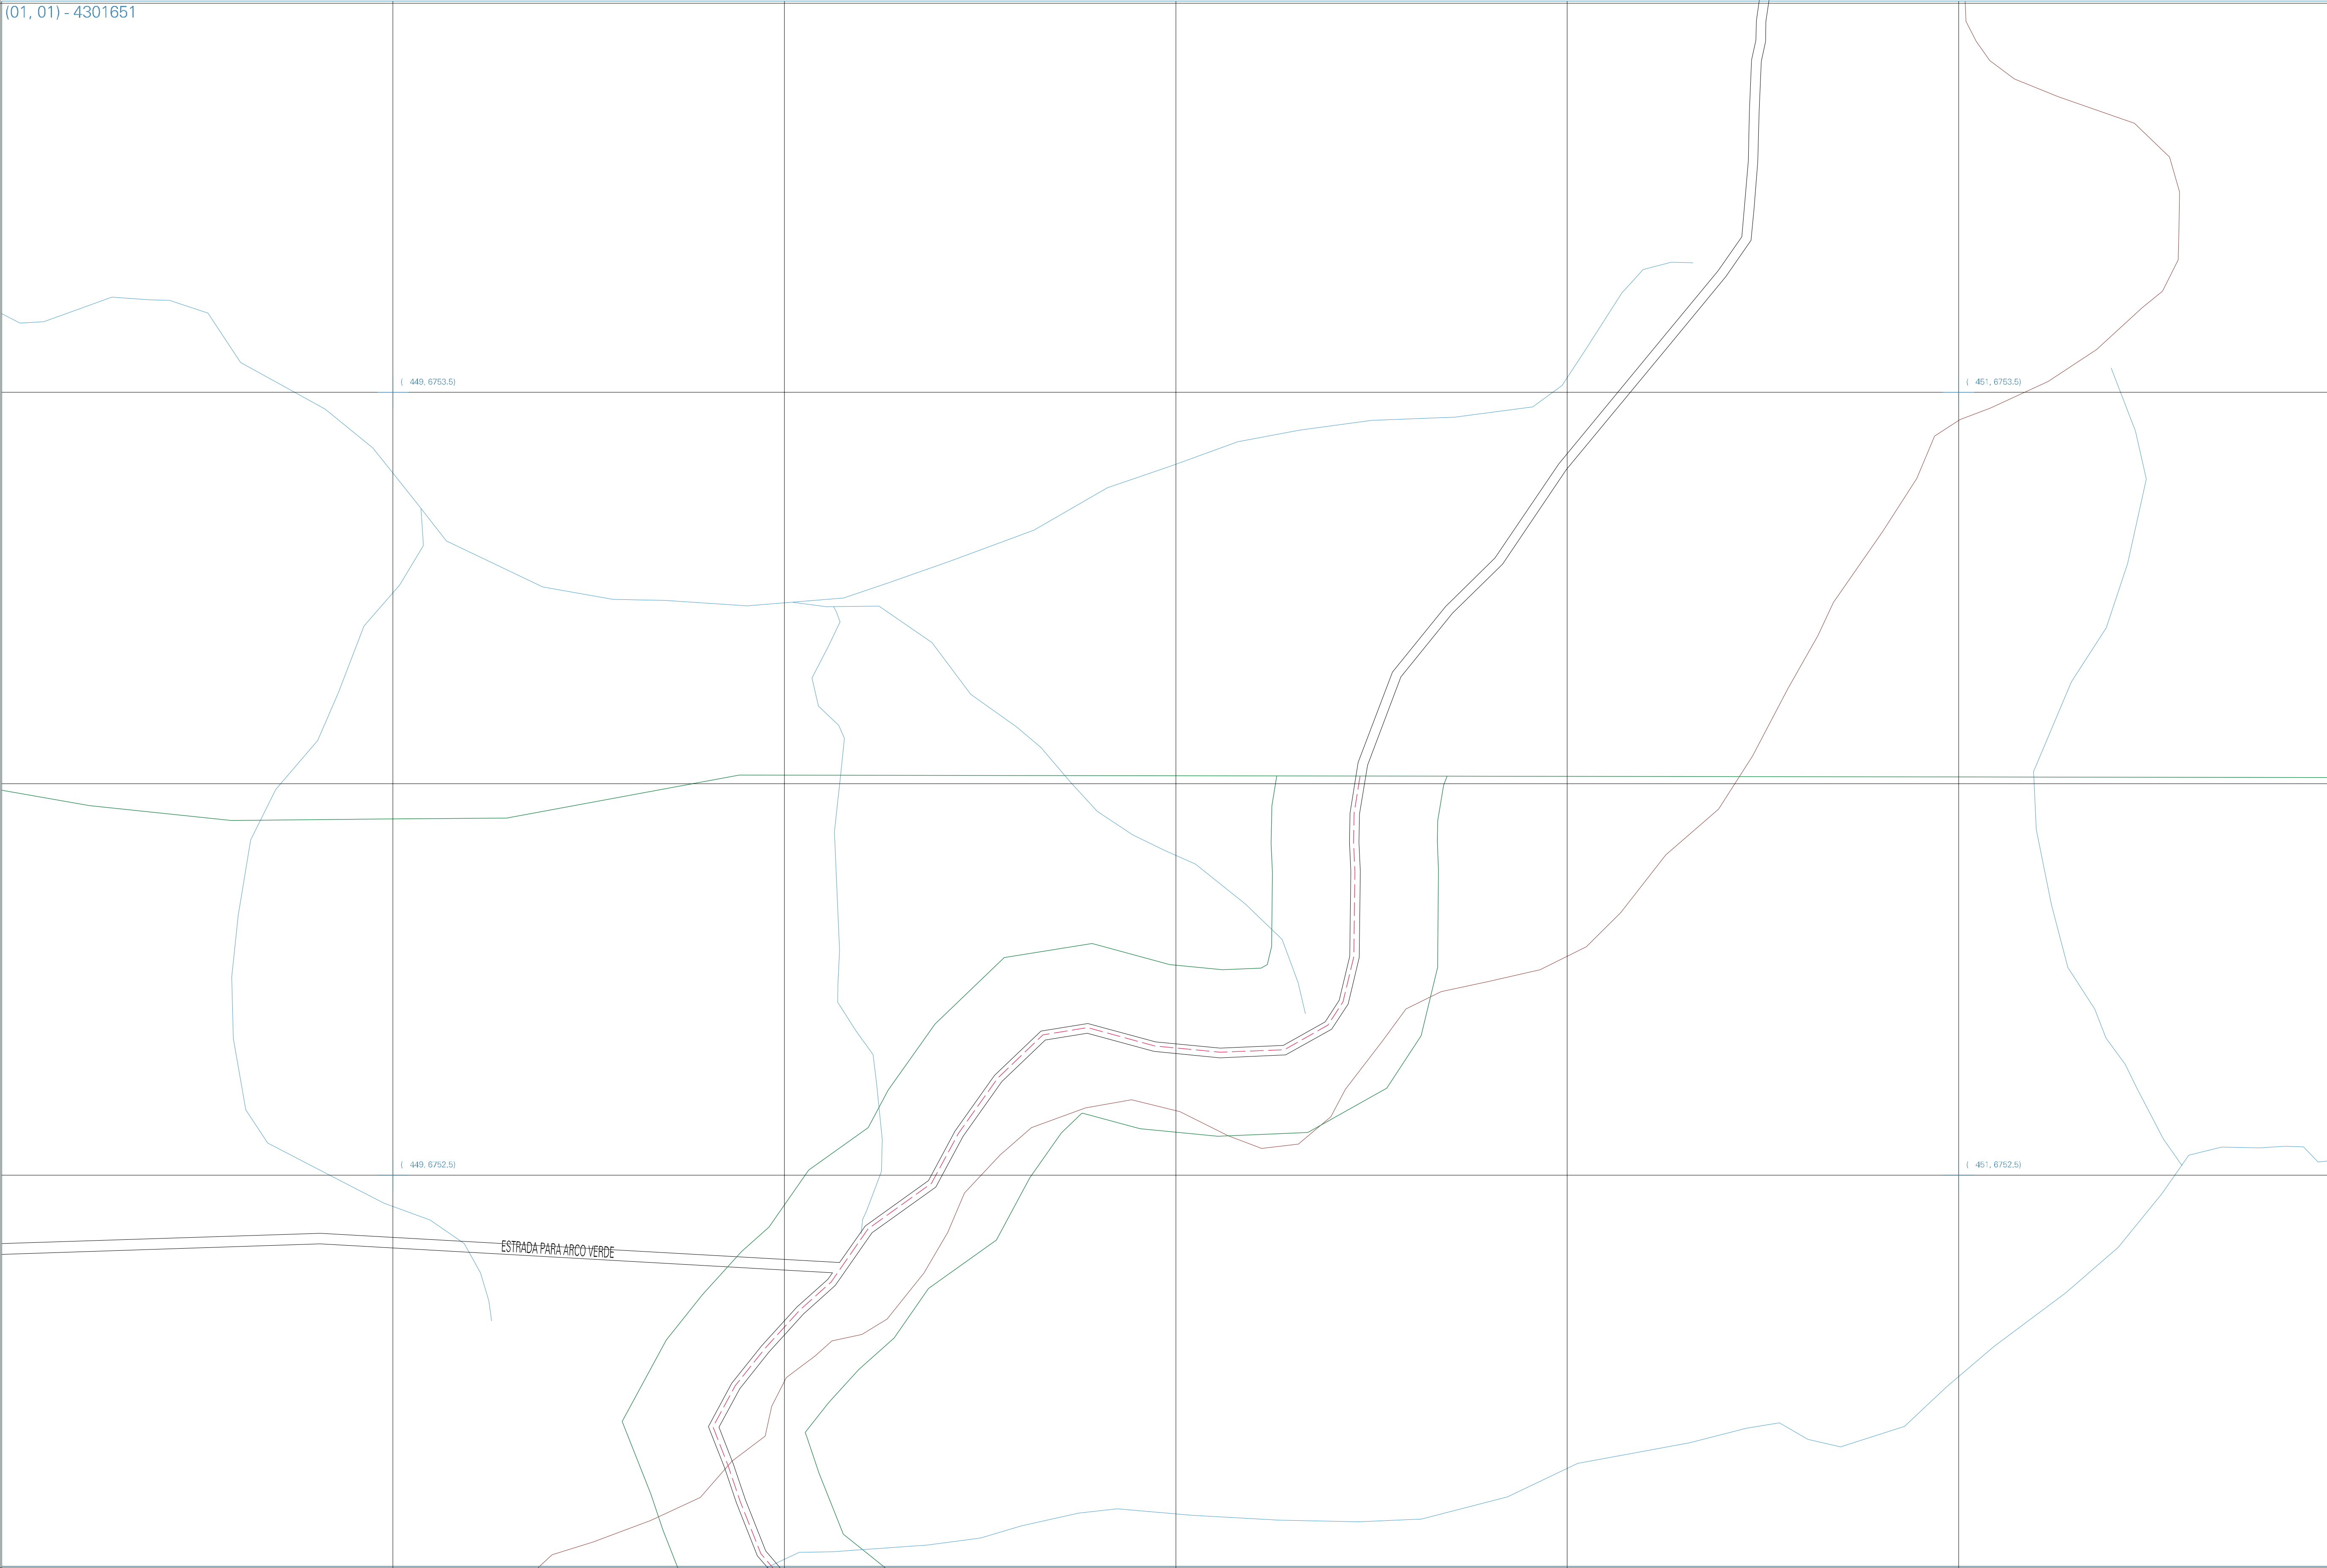 (01, 01) - 4301651
( 449, 6753.5)
( 451, 6753.5)
( 449, 6752.5)
( 451, 6752.5)
ESTRADA PARA ARCO VERDE